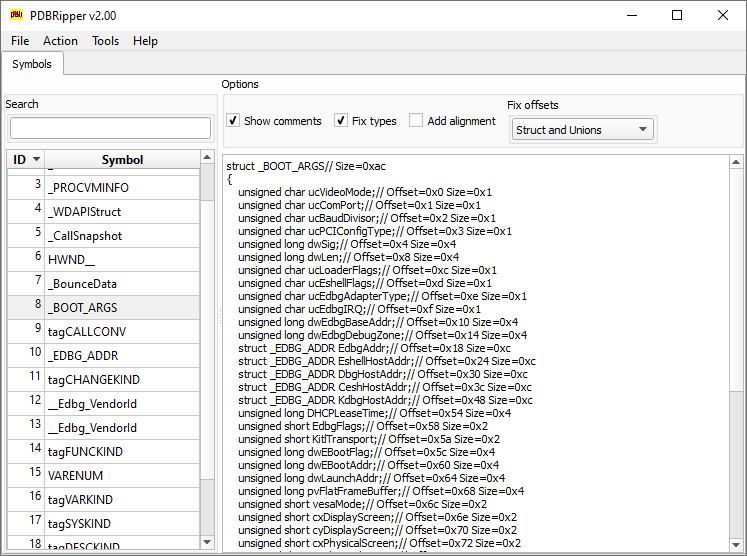 PDBRipper v2.00
File Action Tools Help
Symbols
Search
ID Symbol
3 _PROCVMINFO
4 _WDAPIStruct
5 _CallSnapshot
6 HWND__
7 _BounceData
8 _BOOT_ARGS
9 tagCALLCONV
10 _EDBG_ADDR
11 tagCHANGEKIND
12 __Edbg_VendorId
13 __Edbg_VendorId
14 tagFUNCKIND
15 VARENUM
16 tagVARKIND
17 tagSYSKIND
18 tagDESCKIND
Options
Show comments Fix types Add alignment
Fix offsets
Struct and Unions
struct _BOOT_ARGS// Size=0xac
{
unsigned char ucVideoMode;// Offset=0x0 Size=0x1
unsigned char ucComPort;// Offset=0x1 Size=0x1
unsigned char ucBaudDivisor;// Offset=0x2 Size=0x1
unsigned char ucPCIConfigType;// Offset=0x3 Size=0x1
unsigned long dwSig;// Offset=0x4 Size=0x4
unsigned long dwLen;// Offset=0x8 Size=0x4
unsigned char ucLoaderFlags;// Offset=0xc Size=0x1
unsigned char ucEshellFlags;// Offset=0xd Size=0x1
unsigned char ucEdbgAdapterType;// Offset=0xe Size=0x1
unsigned char ucEdbgIRQ;// Offset=0xf Size=0x1
unsigned long dwEdbgBaseAddr;// Offset=0x10 Size=0x4
unsigned long dwEdbgDebugZone;// Offset=0x14 Size=0x4
struct _EDBG_ADDR EdbgAddr;// Offset=0x18 Size=0xc
struct _EDBG_ADDR EshellHostAddr;// Offset=0x24 Size=0xc
struct _EDBG_ADDR DbgHostAddr;// Offset=0x30 Size=0xc
struct _EDBG_ADDR CeshHostAddr;// Offset=0x3c Size=0xc
struct _EDBG_ADDR KdbgHostAddr;// Offset=0x48 Size=0xc
unsigned long DHCPLeaseTime;// Offset=0x54 Size=0x4
unsigned short EdbgFlags;// Offset=0x58 Size=0x2
unsigned short KitlTransport;// Offset=0x5a Size=0x2
unsigned long dwEBootFlag;// Offset=0x5c Size=0x4
unsigned long dwEBootAddr;// Offset=0x60 Size=0x4
unsigned long dwLaunchAddr;// Offset=0x64 Size=0x4
unsigned long pvFlatFrameBuffer;// Offset=0x68 Size=0x4
unsigned short vesaMode;// Offset=0x6c Size=0x2
unsigned short cxDisplayScreen;// Offset=0x6e Size=0x2
unsigned short cyDisplayScreen;// Offset=0x70 Size=0x2
unsigned short cxPhysicalScreen;// Offset=0x72 Size=0x2